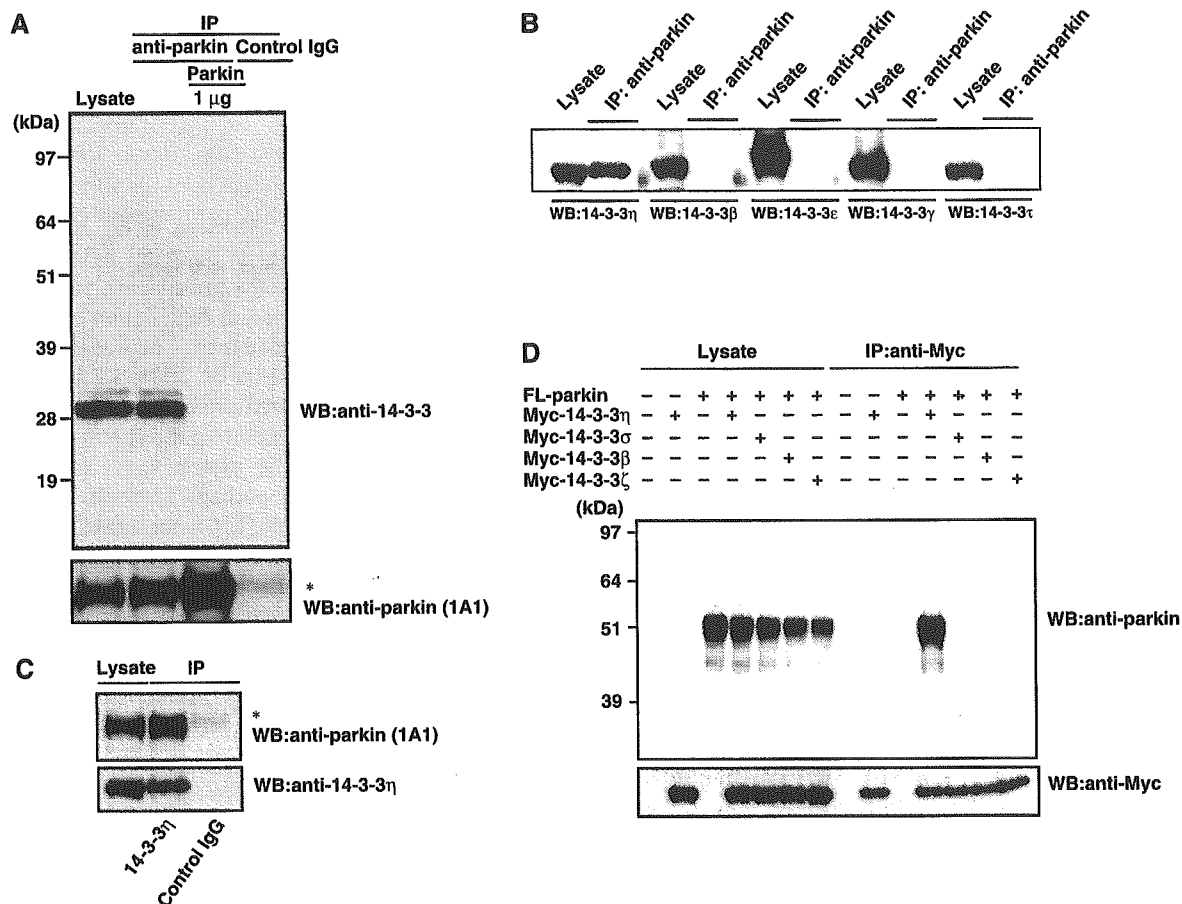 A
IP
anti-parkin Control IgG
Parkin
Lysate 1 µg
(kDa)
97
64
51
39
28
19
WB:anti-14-3-3
*
WB:anti-parkin (1A1)
B
Lysate
IP: anti-parkin
Lysate
IP: anti-parkin
Lysate
IP: anti-parkin
Lysate
IP: anti-parkin
Lysate
IP: anti-parkin
WB:14-3-3η WB:14-3-3β WB:14-3-3ε WB:14-3-3γ WB:14-3-3τ
C
Lysate IP
*
WB:anti-parkin (1A1)
WB:anti-14-3-3η
14-3-3η
Control IgG
D
Lysate IP:anti-Myc
FL-parkin – – + + + + + – – + + + + +
Myc-14-3-3η – + – + – – – – + – + – – –
Myc-14-3-3σ – – – – + – – – – – – + – –
Myc-14-3-3β – – – – – + – – – – – – + –
Myc-14-3-3ζ – – – – – – + – – – – – – +
(kDa)
97
64
51
39
WB:anti-parkin
WB:anti-Myc